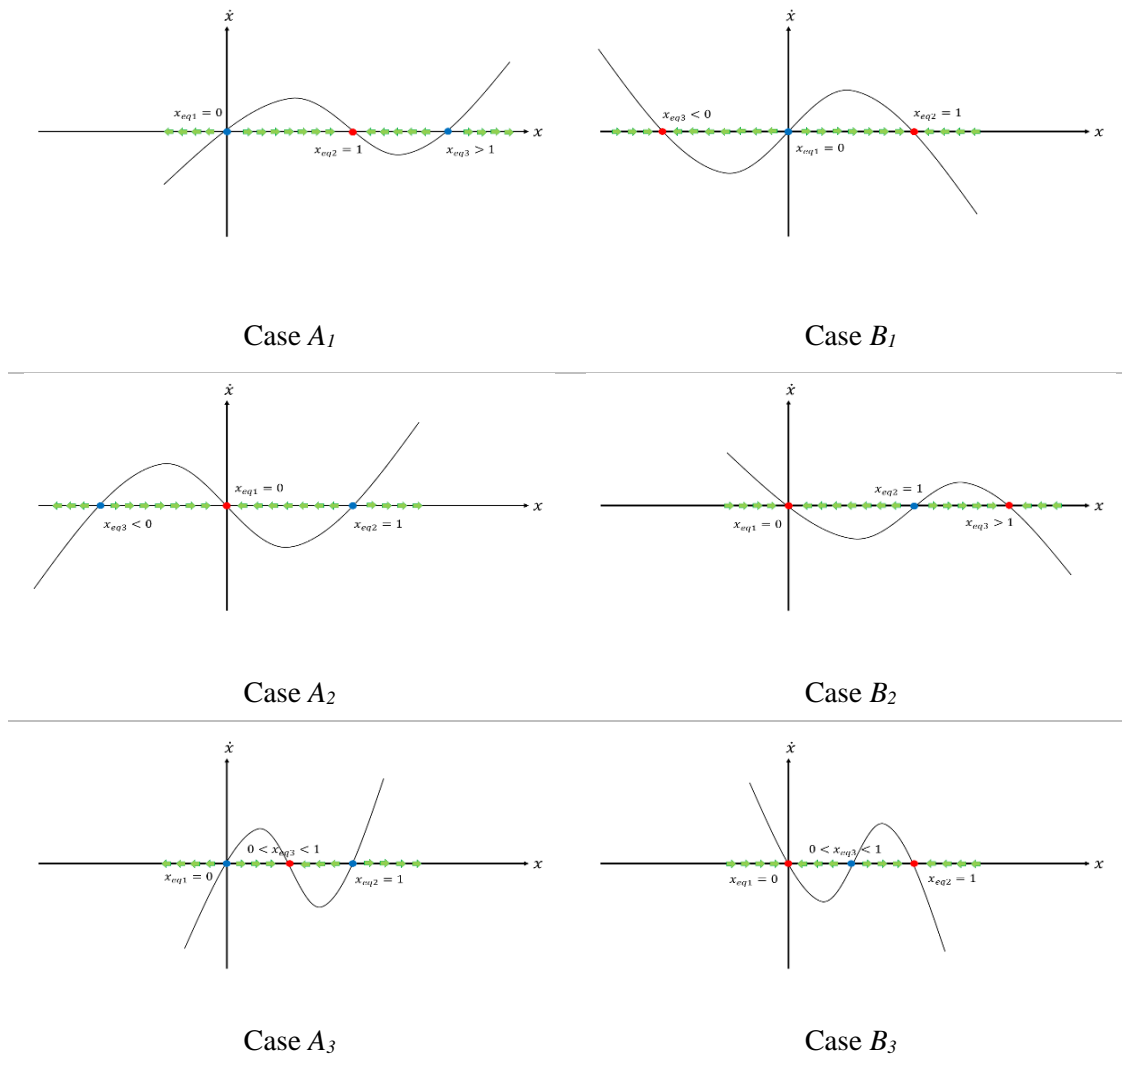 ẋ
x_{eq1} = 0
x
x_{eq2} = 1
x_{eq3} > 1
Case A_1
ẋ
x_{eq3} < 0
x_{eq2} = 1
x
x_{eq1} = 0
Case B_1
ẋ
x_{eq1} = 0
x
x_{eq3} < 0
x_{eq2} = 1
Case A_2
ẋ
x_{eq2} = 1
x
x_{eq1} = 0
x_{eq3} > 1
Case B_2
ẋ
0 < x_{eq3} < 1
x
x_{eq1} = 0
x_{eq2} = 1
Case A_3
ẋ
0 < x_{eq3} < 1
x
x_{eq1} = 0
x_{eq2} = 1
Case B_3